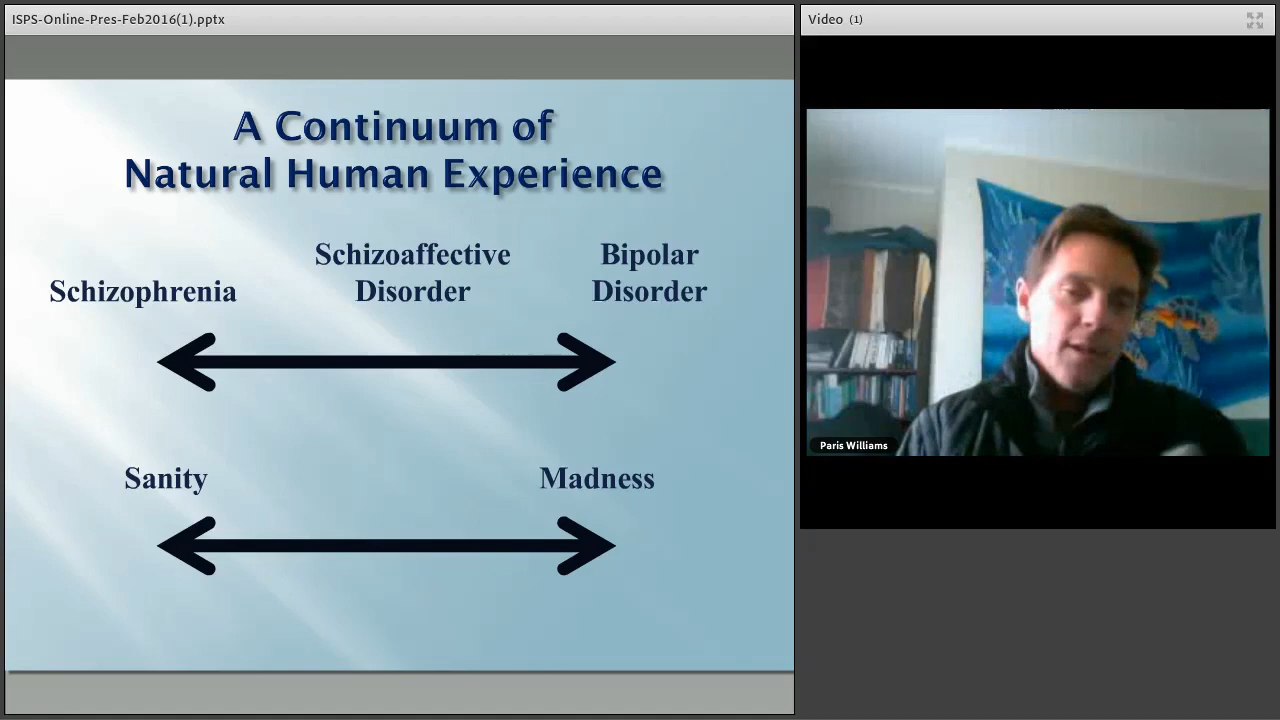 ISPS-Online-Pres-Feb2016(1).pptx
Video (1)
A Continuum of
Natural Human Experience
Schizophrenia
Schizoaffective
Disorder
Bipolar
Disorder
Sanity
Madness
Paris Williams